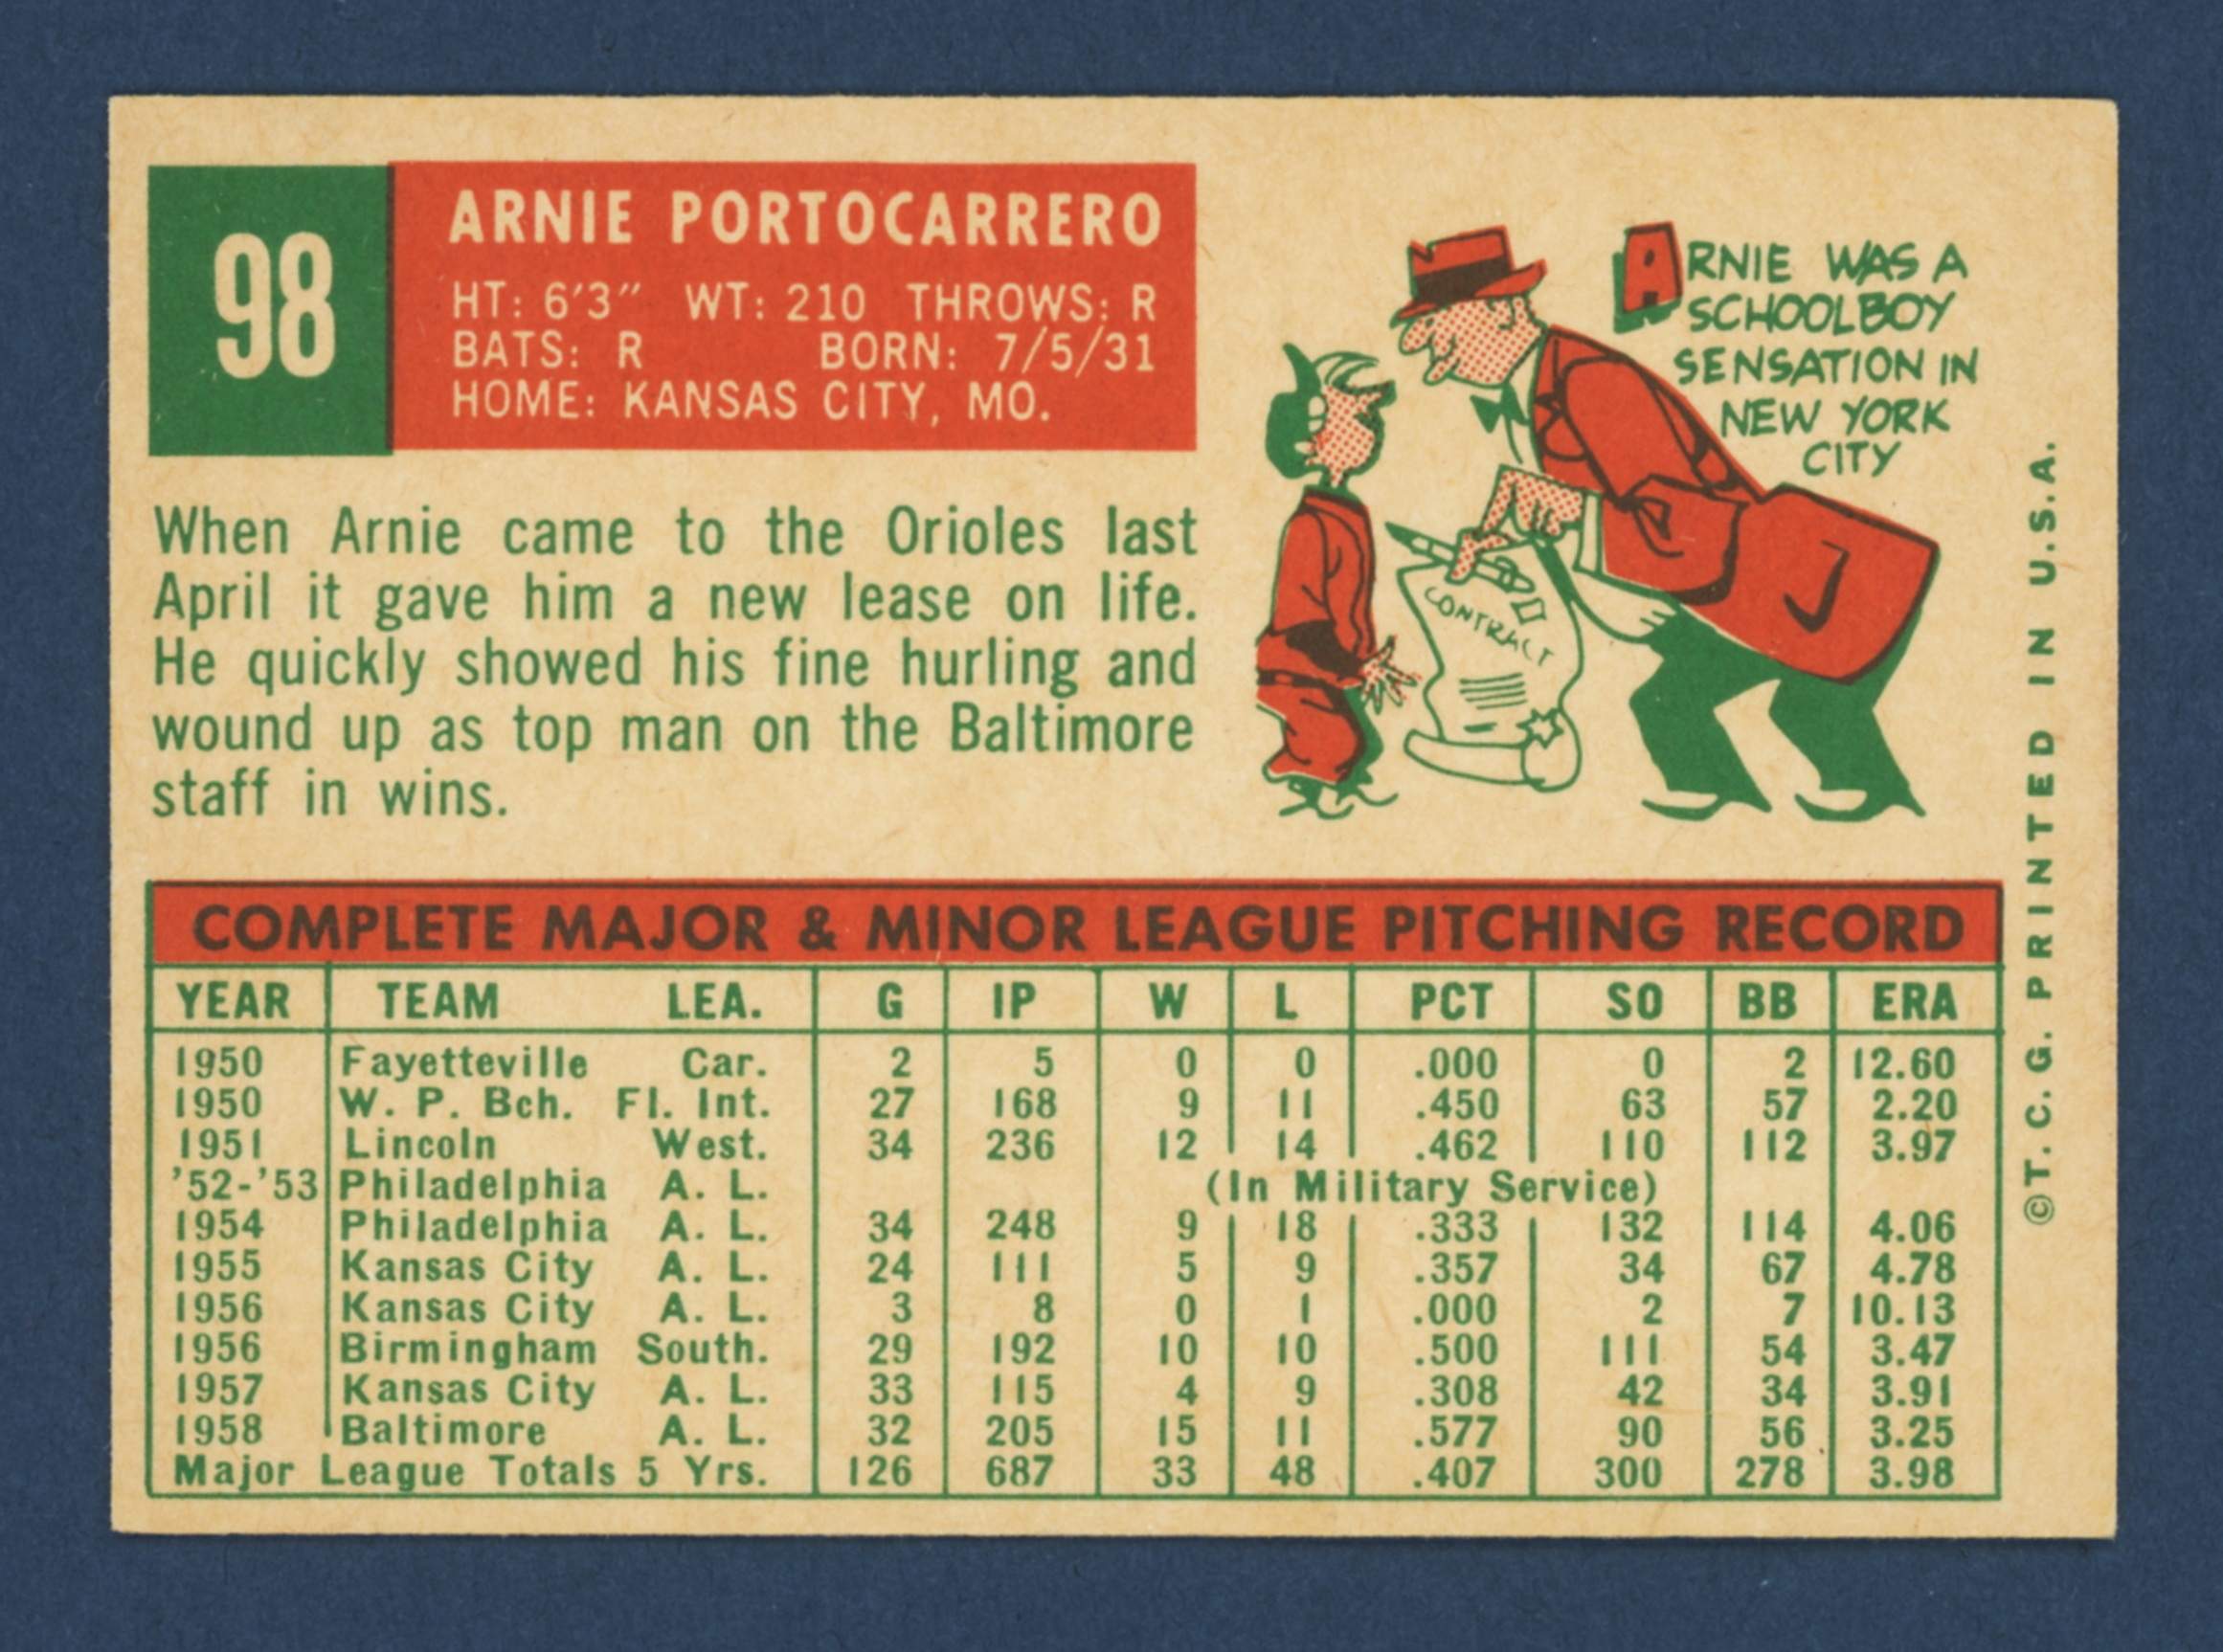 98
ARNIE PORTOCARRERO
HT: 6'3" WT: 210 THROWS: R
BATS: R BORN: 7/5/31
HOME: KANSAS CITY, MO.
ARNIE WAS A
SCHOOLBOY
SENSATION IN
NEW YORK
CITY
CONTRACT
When Arnie came to the Orioles last
April it gave him a new lease on life.
He quickly showed his fine hurling and
wound up as top man on the Baltimore
staff in wins.
COMPLETE MAJOR & MINOR LEAGUE PITCHING RECORD
YEAR TEAM LEA. G IP W L PCT SO BB ERA
1950 Fayetteville Car. 2 5 0 0 .000 0 2 12.60
1950 W. P. Bch. Fl. Int. 27 168 9 11 .450 63 57 2.20
1951 Lincoln West. 34 236 12 14 .462 110 112 3.97
'52-'53 Philadelphia A. L. (In Military Service)
1954 Philadelphia A. L. 34 248 9 18 .333 132 114 4.06
1955 Kansas City A. L. 24 111 5 9 .357 34 67 4.78
1956 Kansas City A. L. 3 8 0 1 .000 2 7 10.13
1956 Birmingham South. 29 192 10 10 .500 111 54 3.47
1957 Kansas City A. L. 33 115 4 9 .308 42 34 3.91
1958 Baltimore A. L. 32 205 15 11 .577 90 56 3.25
Major League Totals 5 Yrs. 126 687 33 48 .407 300 278 3.98
©T. C. G. PRINTED IN U.S.A.